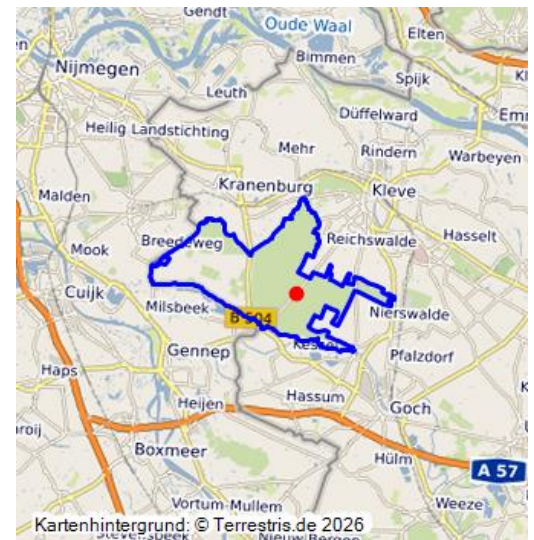 Gendt
Oude Waal
Elten
Bimmen
Nijmegen
Spijk
Leuth
Düffelward
Heilig Landstichting
Mehr
Rindern
Warbeyen
Kranenburg
Kleve
Malden
Breedeweg
Reichswalde
Hasselt
Mook
Cuijk
Milsbeek
B 504
Nierswalde
Gennep
Pfalzdorf
Haps
Hassum
Heijen
Goch
Boxmeer
Hülm
A 57
Vortum-Mullem
Weeze
Kartenhintergrund: © Terrestris.de 2026